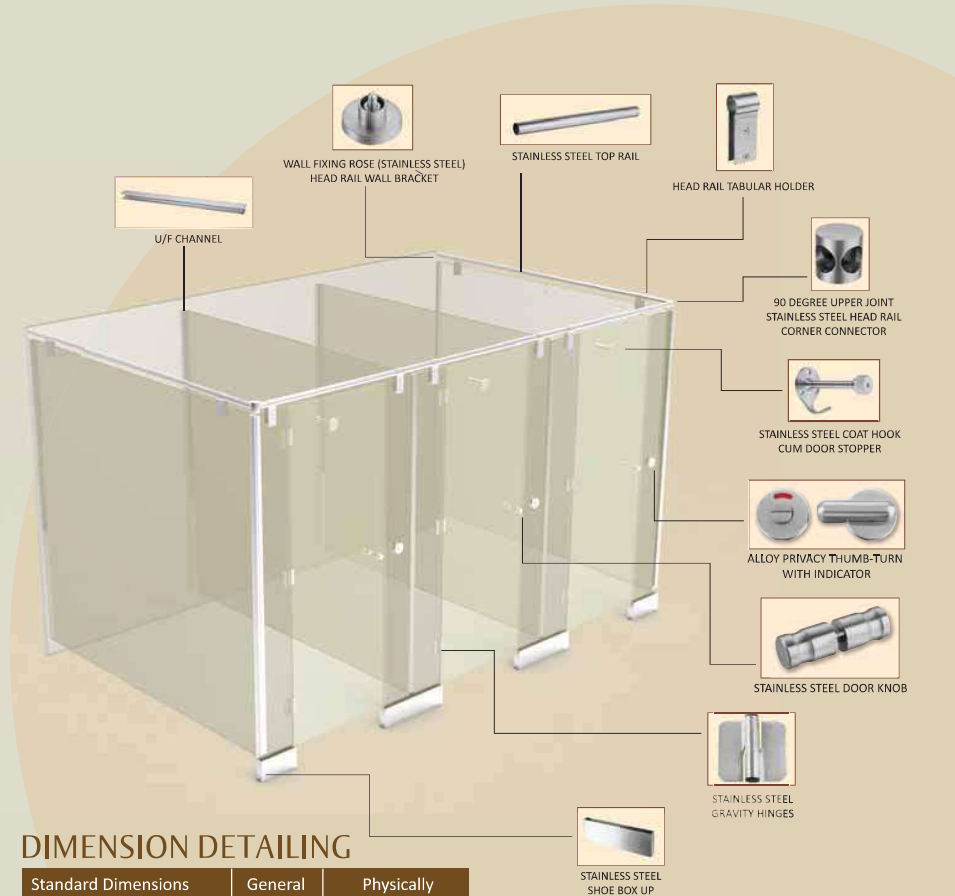 WALL FIXING ROSE (STAINLESS STEEL)
HEAD RAIL WALL BRACKET
STAINLESS STEEL TOP RAIL
HEAD RAIL TABULAR HOLDER
U/F CHANNEL
90 DEGREE UPPER JOINT
STAINLESS STEEL HEAD RAIL
CORNER CONNECTOR
STAINLESS STEEL COAT HOOK
CUM DOOR STOPPER
ALLOY PRIVACY THUMB-TURN
WITH INDICATOR
STAINLESS STEEL DOOR KNOB
STAINLESS STEEL
GRAVITY HINGES
STAINLESS STEEL
SHOE BOX UP
DIMENSION DETAILING
Standard Dimensions General Physically